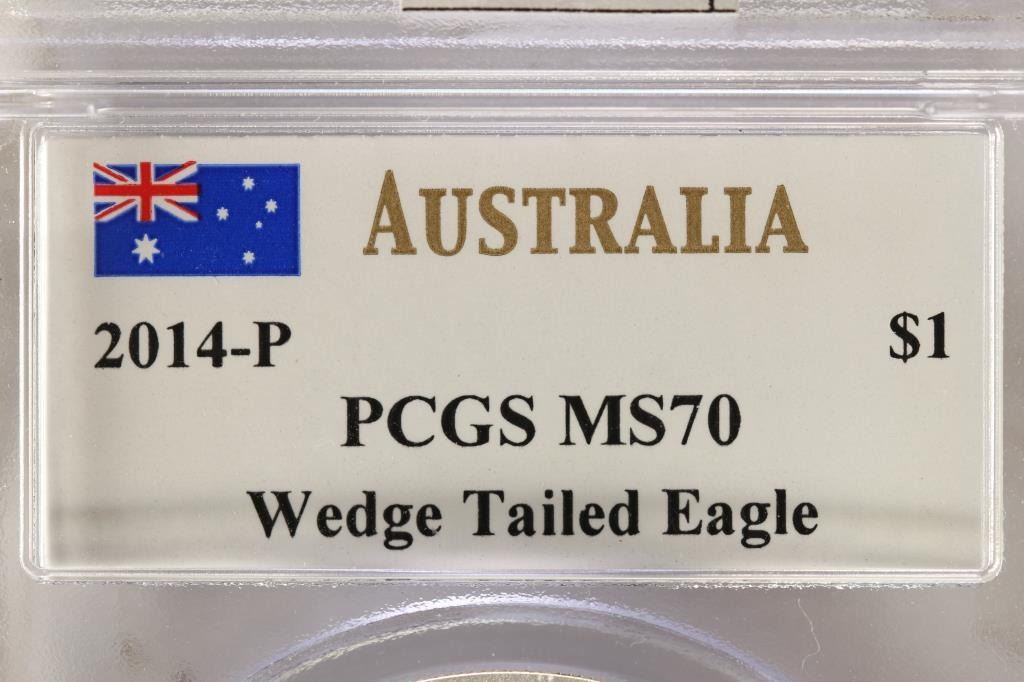 AUSTRALIA
2014-P $1
PCGS MS70
Wedge Tailed Eagle